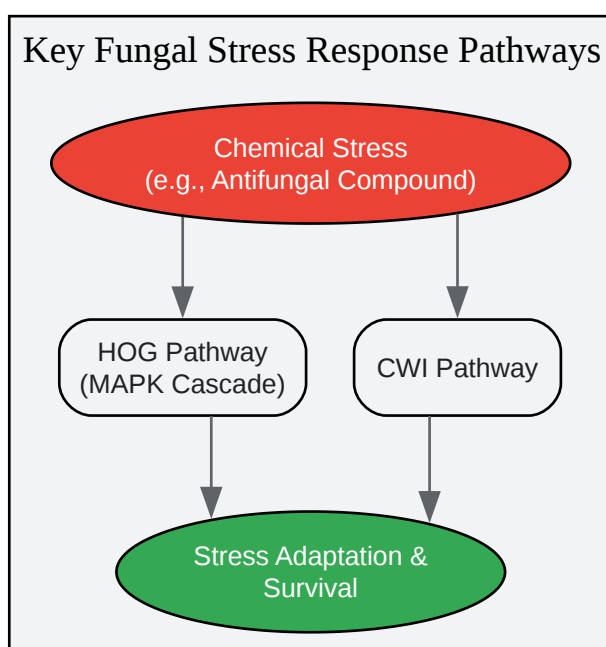 Key Fungal Stress Response Pathways
Chemical Stress
(e.g., Antifungal Compound)
HOG Pathway
(MAPK Cascade)
CWI Pathway
Stress Adaptation &
Survival